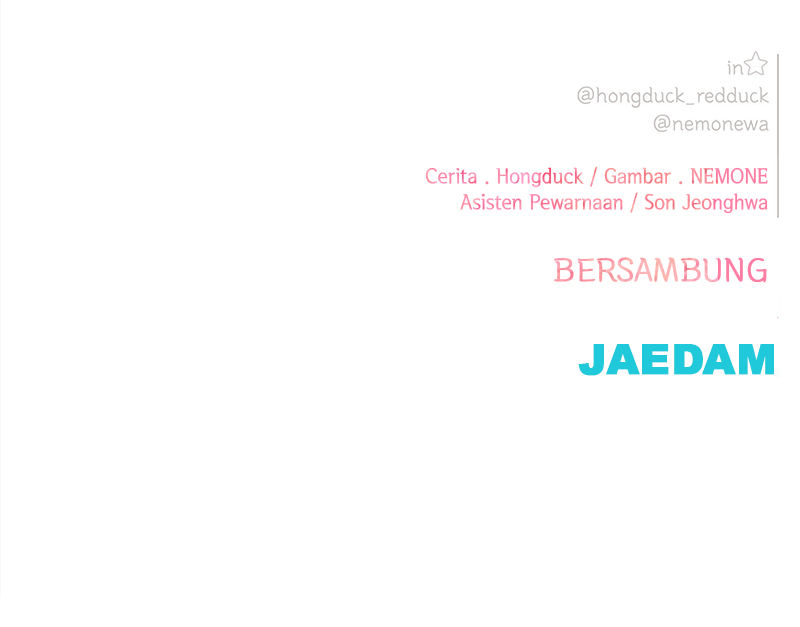 in☆
@hongduck_redduck
@nemonewa
Cerita . Hongduck / Gambar . NEMONE
Asisten Pewarnaan / Son Jeonghwa
BERSAMBUNG
JAEDAM